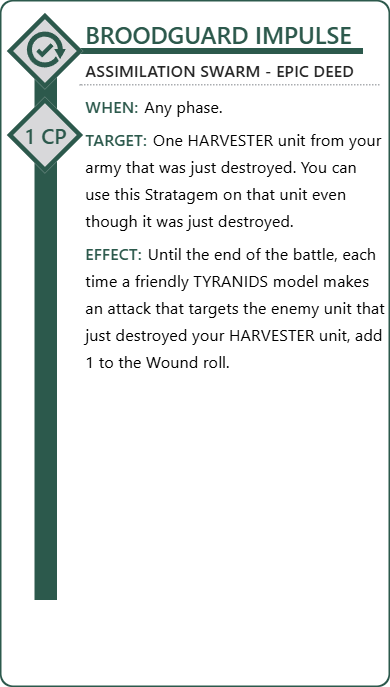 BROODGUARD IMPULSE
ASSIMILATION SWARM - EPIC DEED
WHEN: Any phase.
1 CP
TARGET: One HARVESTER unit from your
army that was just destroyed. You can
use this Stratagem on that unit even
though it was just destroyed.
EFFECT: Until the end of the battle, each
time a friendly TYRANIDS model makes
an attack that targets the enemy unit that
just destroyed your HARVESTER unit, add
1 to the Wound roll.